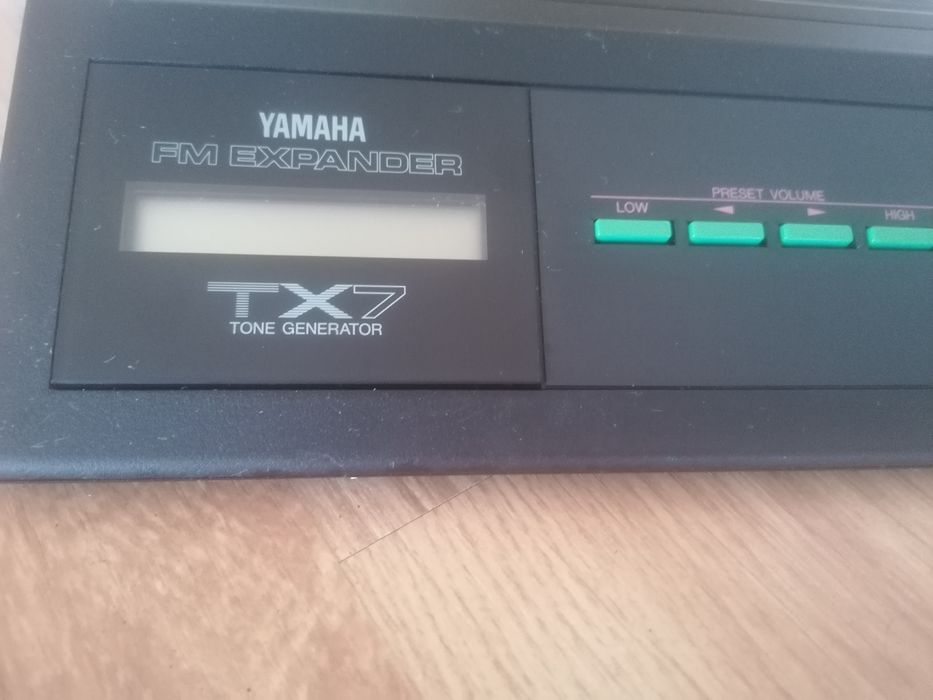 YAMAHA
FM EXPANDER
TX7
TONE GENERATOR
PRESET VOLUME
LOW ◀ ▶ HIGH